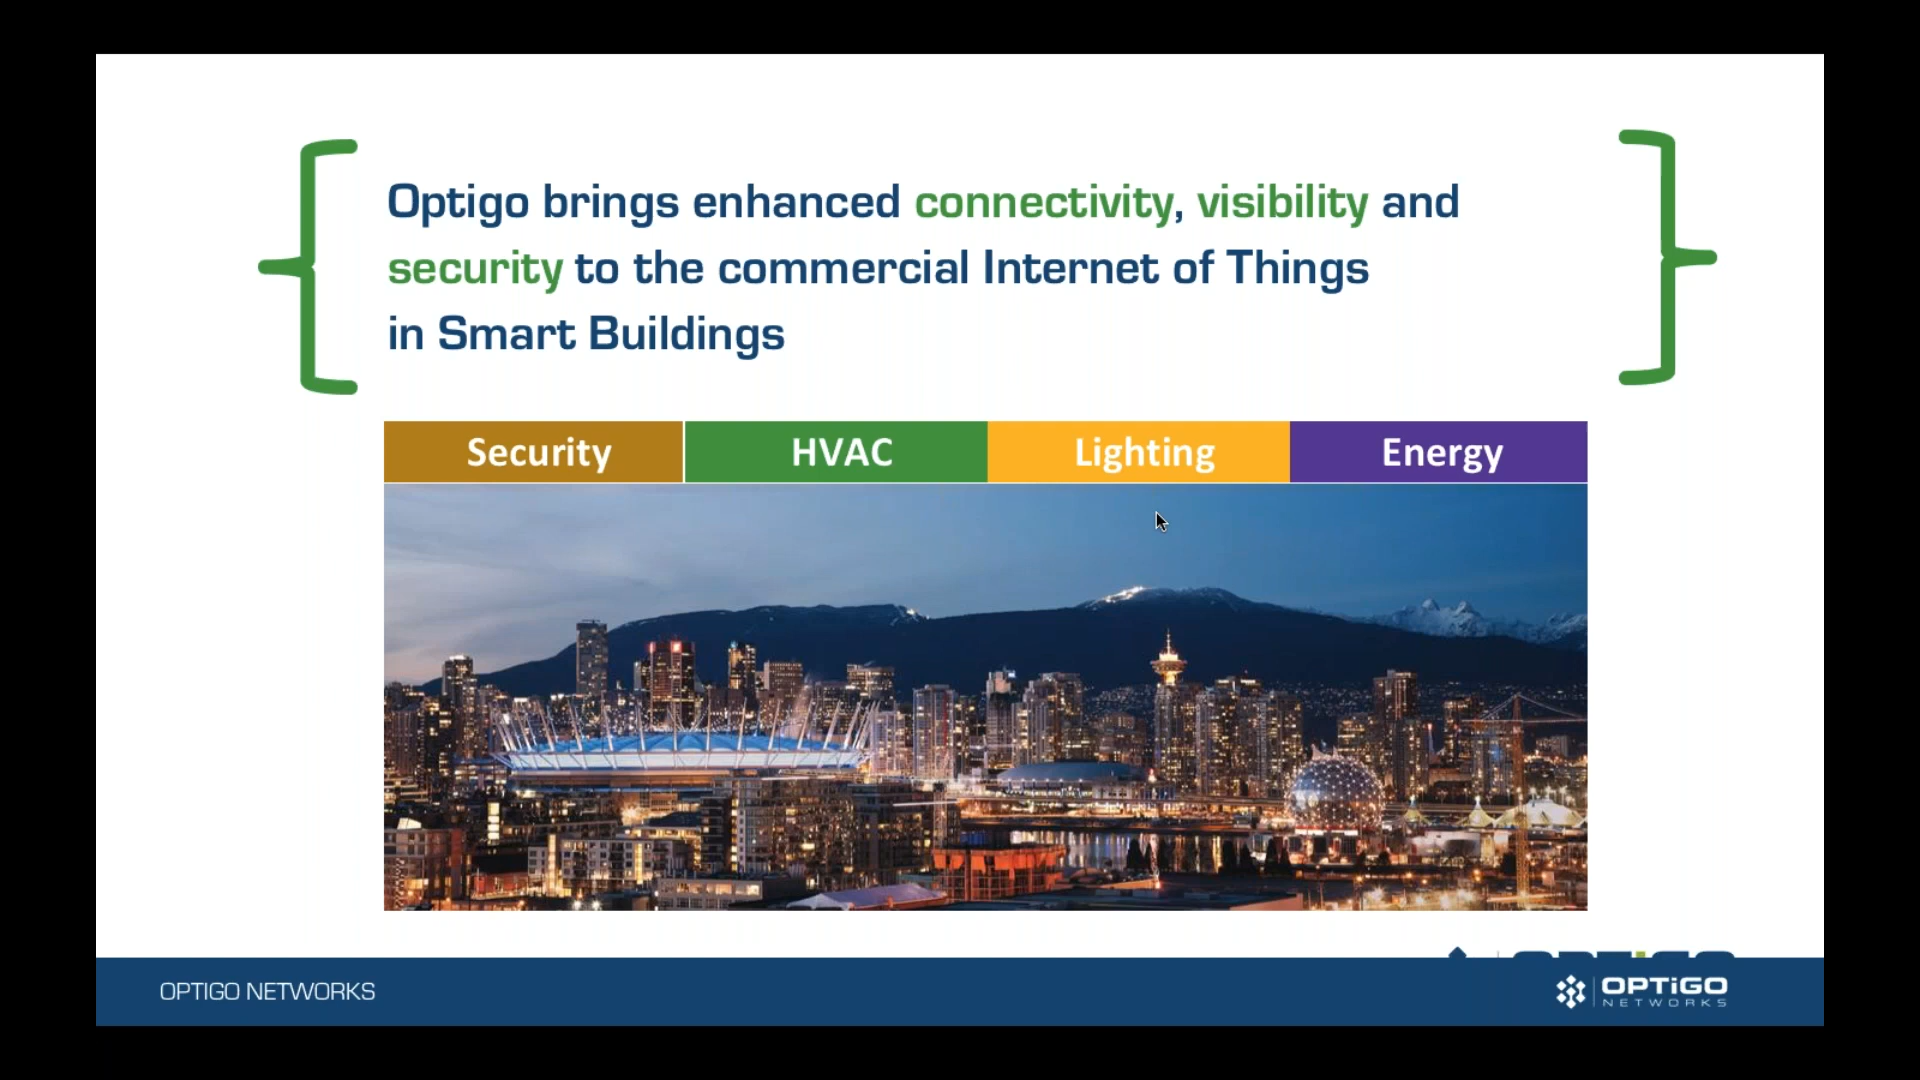 Optigo brings enhanced connectivity, visibility and
security to the commercial Internet of Things
in Smart Buildings
Security HVAC Lighting Energy
OPTIGO NETWORKS
OPTiGO
NETWORKS